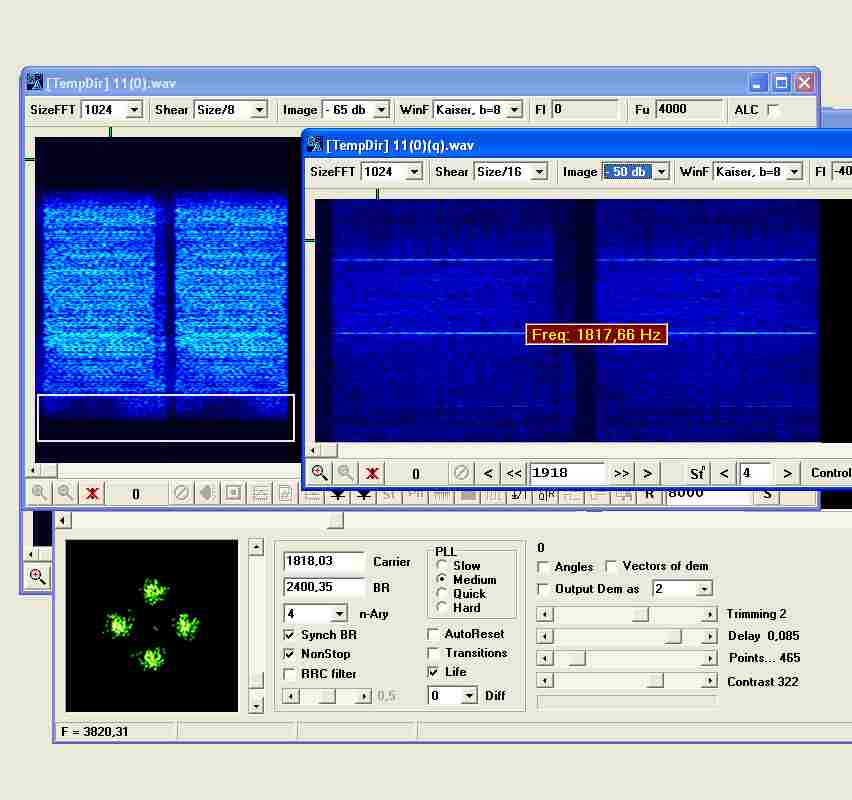 [TempDir] 11(0).wav
SizeFFT 1024 Shear Size/8 Image - 65 db WinF Kaiser, b=8 Fl 0 Fu 4000 ALC
[TempDir] 11(0)(q).wav
SizeFFT 1024 Shear Size/16 Image - 50 db WinF Kaiser, b=8 Fl -40
Freq: 1817,66 Hz
0 < << 1918 >> > St < 4 > Control
0 R 8000 S
1818,03 Carrier
2400,35 BR
4 n-Ary
Synch BR
NonStop
RRC filter
0,5
PLL
Slow
Medium
Quick
Hard
AutoReset
Transitions
Life
0 Diff
0
Angles Vectors of dem
Output Dem as 2
Trimming 2
Delay 0,085
Points... 465
Contrast 322
F = 3820,31